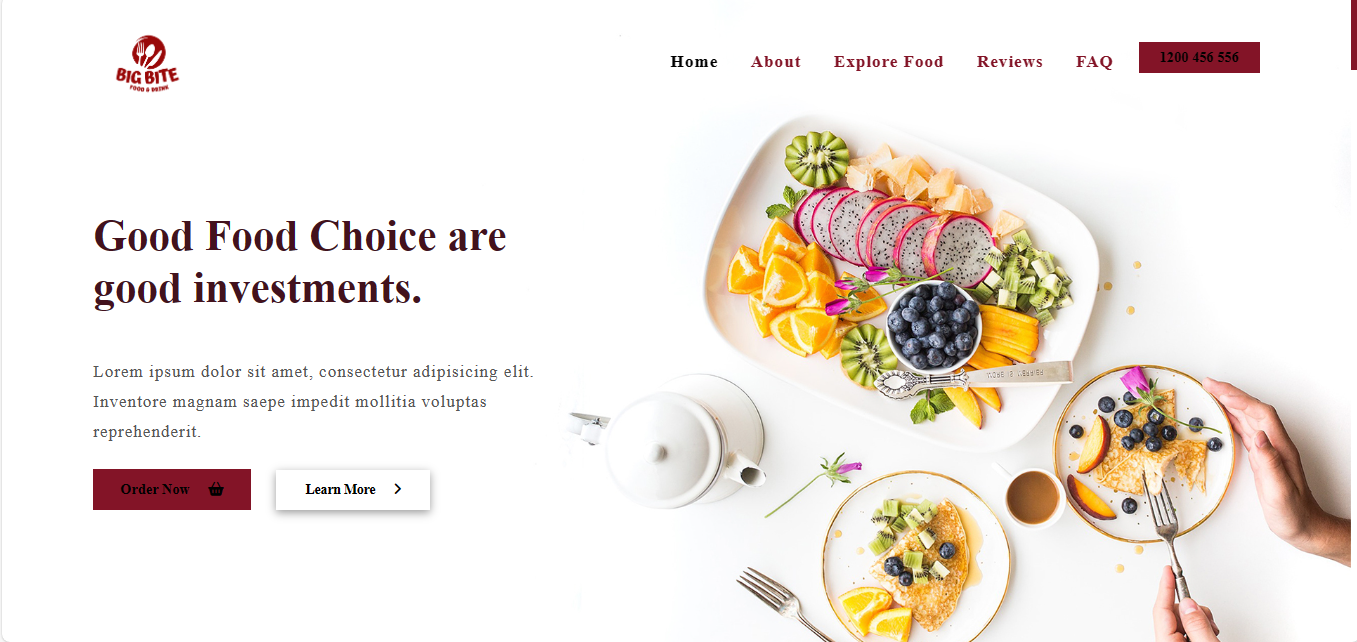 BIG BITE
FOOD & DRINK
Home About Explore Food Reviews FAQ 1200 456 556
Good Food Choice are
good investments.
Lorem ipsum dolor sit amet, consectetur adipisicing elit.
Inventore magnam saepe impedit mollitia voluptas
reprehenderit.
Order Now Learn More